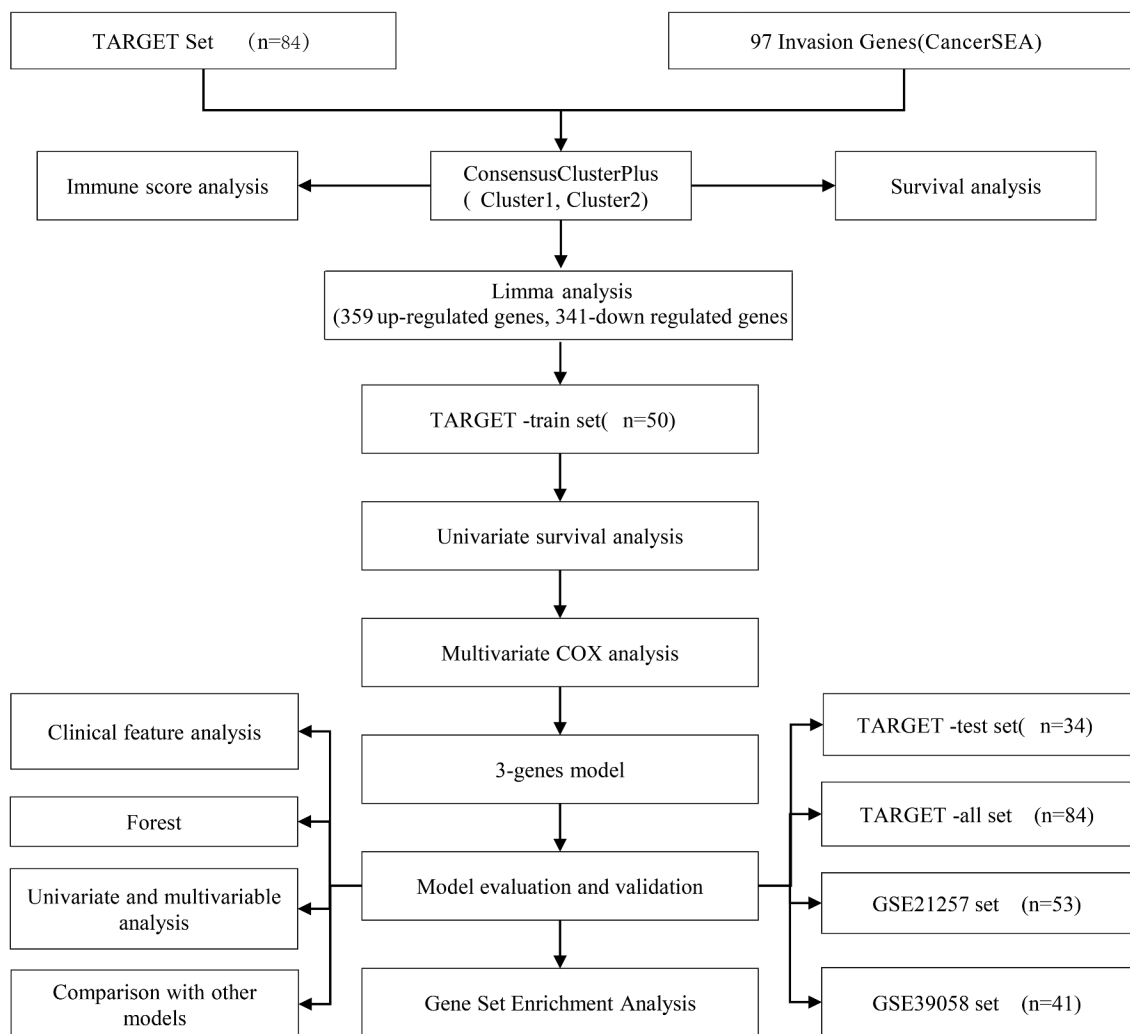 TARGET Set （n=84）
97 Invasion Genes(CancerSEA)
Immune score analysis
ConsensusClusterPlus
( Cluster1, Cluster2)
Survival analysis
Limma analysis
(359 up-regulated genes, 341-down regulated genes
TARGET -train set( n=50)
Univariate survival analysis
Multivariate COX analysis
3-genes model
Model evaluation and validation
Gene Set Enrichment Analysis
Clinical feature analysis
Forest
Univariate and multivariable
analysis
Comparison with other
models
TARGET -test set( n=34)
TARGET -all set (n=84)
GSE21257 set (n=53)
GSE39058 set (n=41)